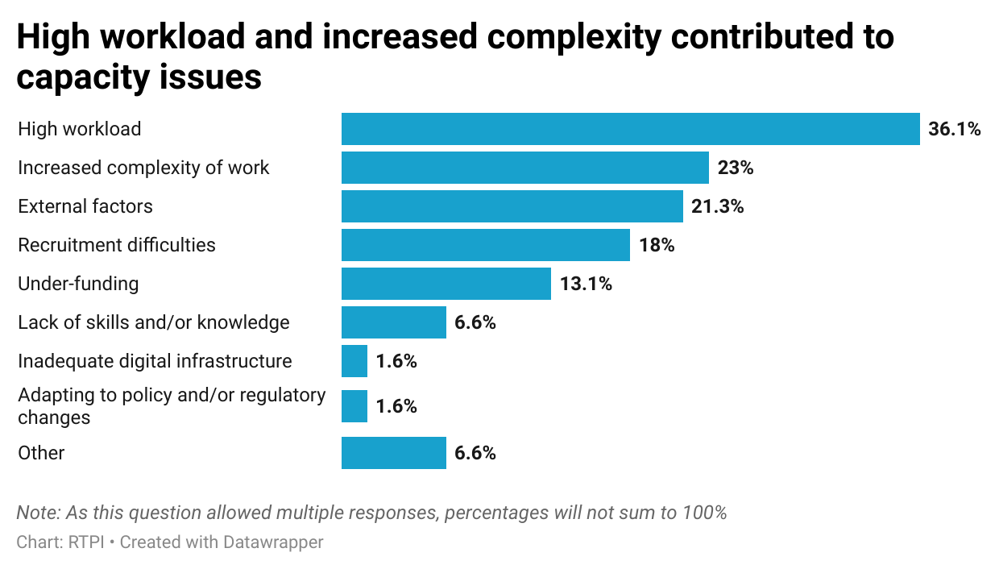 High workload and increased complexity contributed to
capacity issues
High workload
36.1%
Increased complexity of work
23%
External factors
21.3%
Recruitment difficulties
18%
Under-funding
13.1%
Lack of skills and/or knowledge
6.6%
Inadequate digital infrastructure
1.6%
Adapting to policy and/or regulatory
changes
1.6%
Other
6.6%
Note: As this question allowed multiple responses, percentages will not sum to 100%
Chart: RTPI • Created with Datawrapper